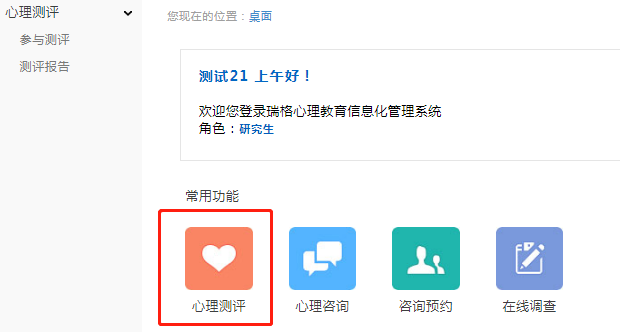 心理测评
您现在的位置：桌面
参与测评
测评报告
测试21 上午好！
欢迎您登录瑞格心理教育信息化管理系统
角色：研究生
常用功能
心理测评
心理咨询
咨询预约
在线调查